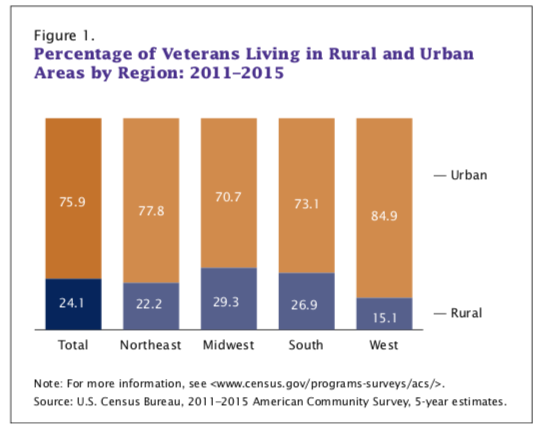 Figure 1.
Percentage of Veterans Living in Rural and Urban
Areas by Region: 2011–2015
75.9
77.8
70.7
73.1
84.9
— Urban
24.1
22.2
29.3
26.9
15.1
— Rural
Total
Northeast
Midwest
South
West
Note: For more information, see <www.census.gov/programs-surveys/acs/>.
Source: U.S. Census Bureau, 2011–2015 American Community Survey, 5-year estimates.